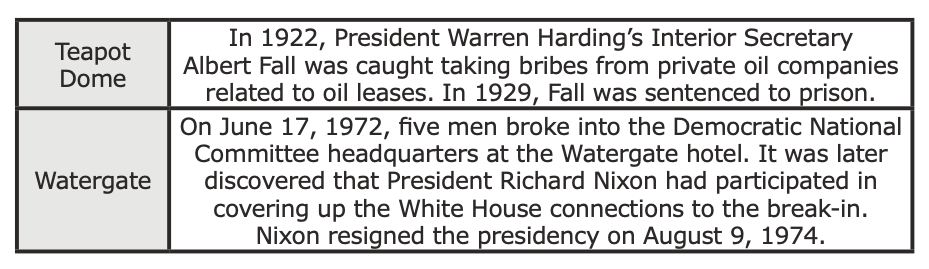 Teapot
Dome
In 1922, President Warren Harding’s Interior Secretary
Albert Fall was caught taking bribes from private oil companies
related to oil leases. In 1929, Fall was sentenced to prison.
Watergate
On June 17, 1972, five men broke into the Democratic National
Committee headquarters at the Watergate hotel. It was later
discovered that President Richard Nixon had participated in
covering up the White House connections to the break-in.
Nixon resigned the presidency on August 9, 1974.